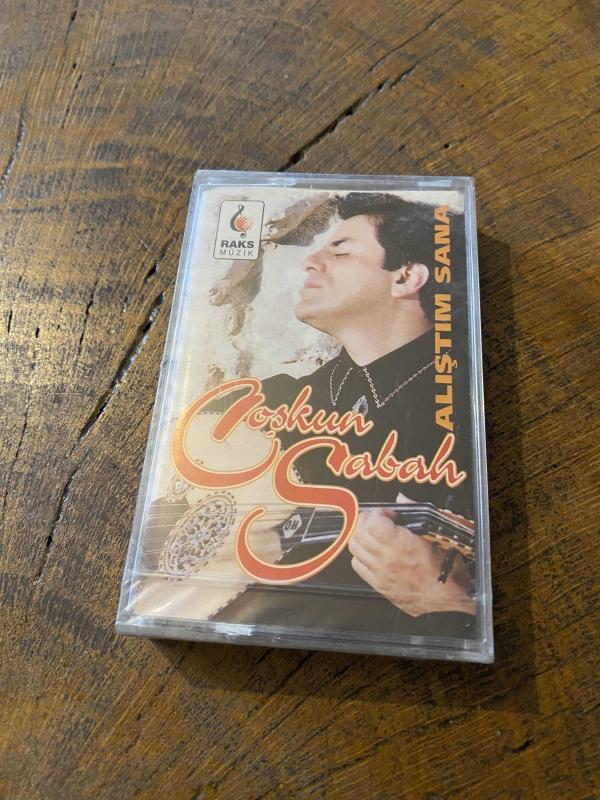 RAKS
MÜZİK
ALIŞTIM SANA
Coşkun
Sabah